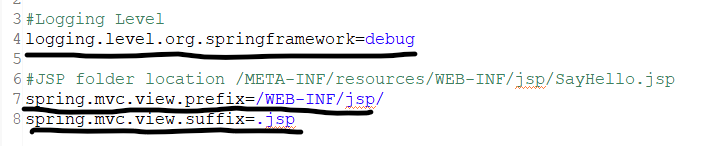 3 #Logging Level
4 logging.level.org.springframework=debug
5
6 #JSP folder location /META-INF/resources/WEB-INF/jsp/SayHello.jsp
7 spring.mvc.view.prefix=/WEB-INF/jsp/
8 spring.mvc.view.suffix=.jsp